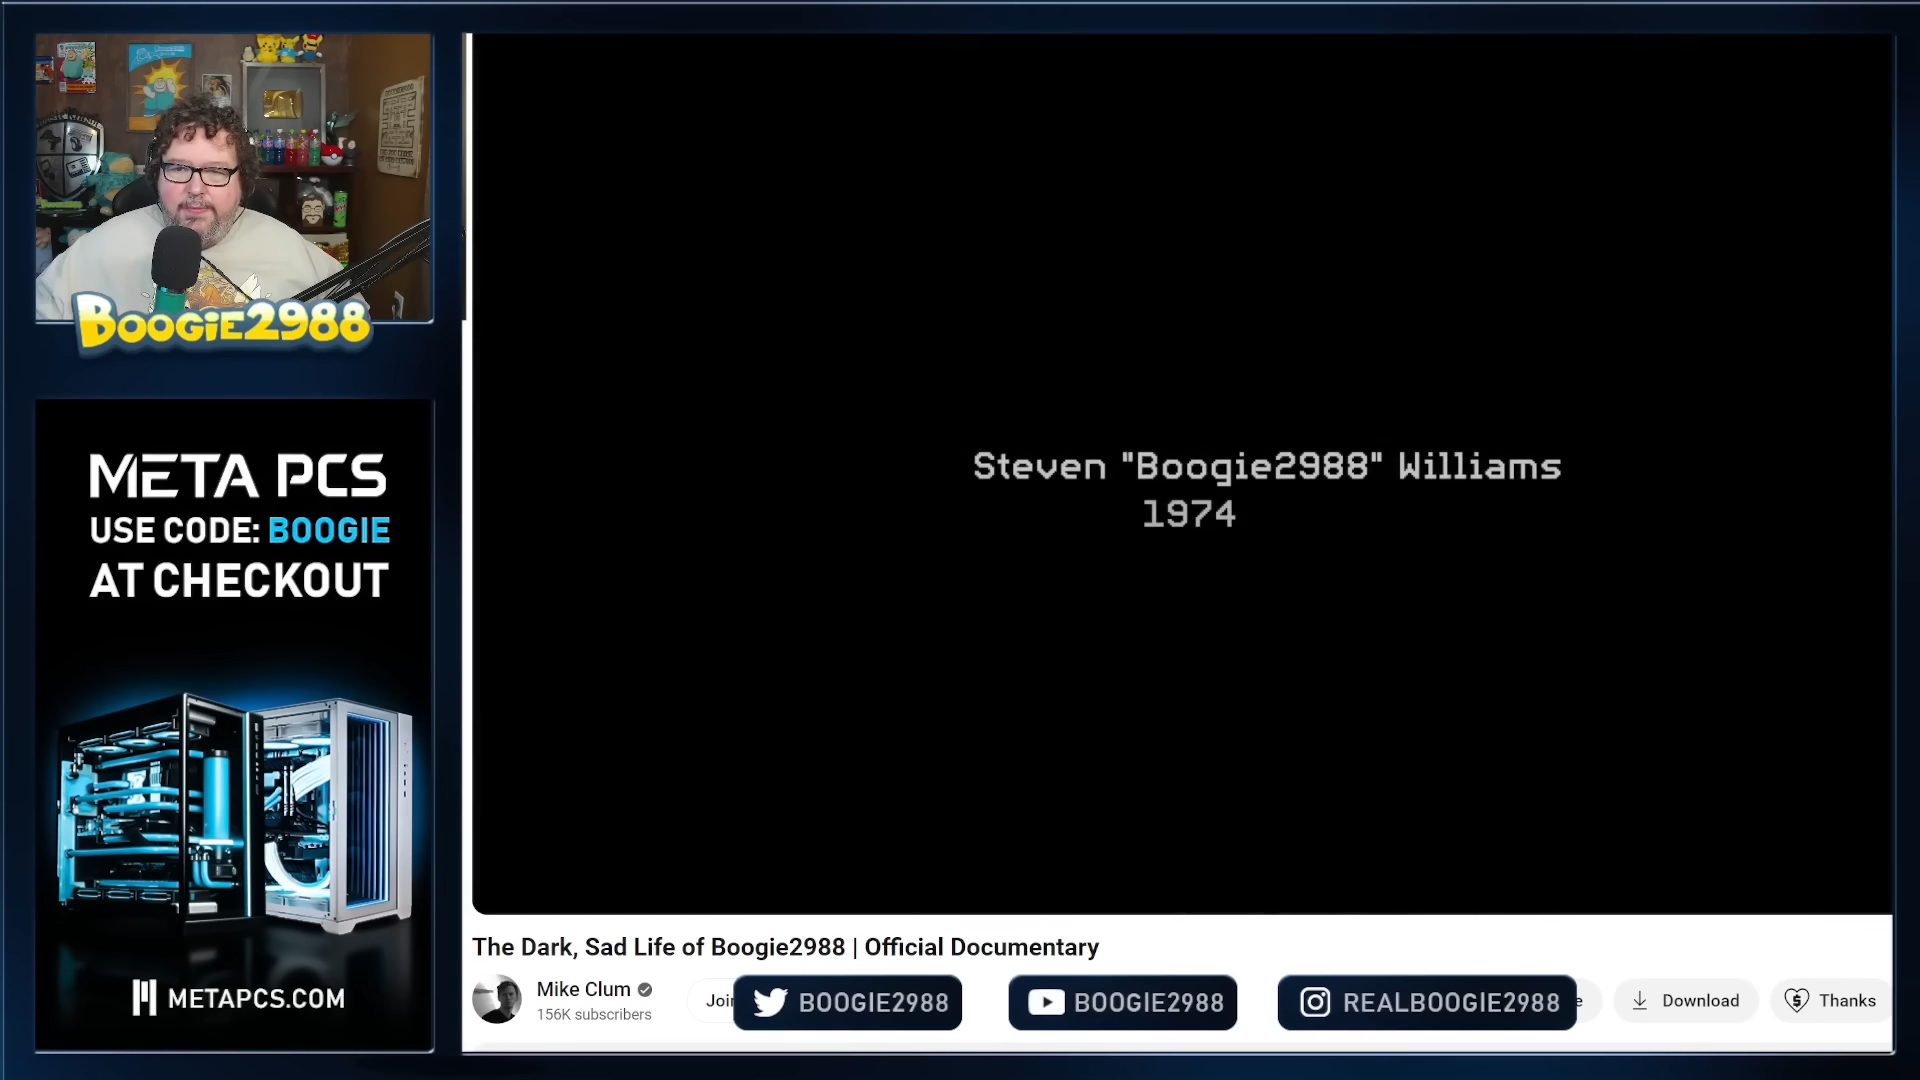 BOOGIE2988
META PCS
USE CODE: BOOGIE
AT CHECKOUT
METAPCS.COM
Steven "Boogie2988" Williams
1974
The Dark, Sad Life of Boogie2988 | Official Documentary
Mike Clum
156K subscribers
BOOGIE2988
BOOGIE2988
REALBOOGIE2988
Download
Thanks